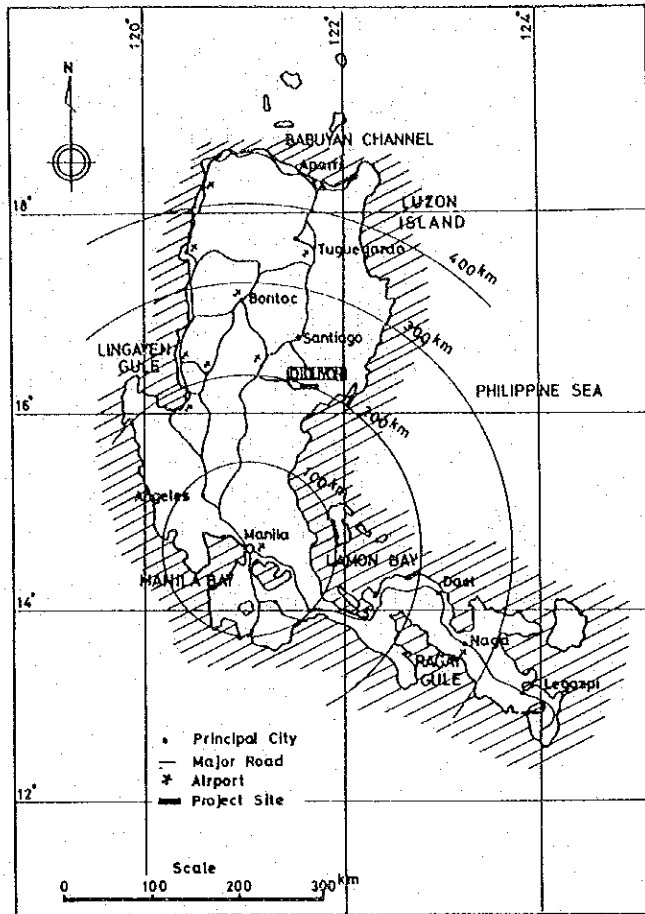 120°
122°
124°
N
BABUYAN CHANNEL
Aparri
18°
LUZON
ISLAND
Tuguegarao
400km
Bontoc
300km
Santiago
LINGAYEN
GULE
PHILIPPINE SEA
16°
200km
100km
Angeles
Manila
LAMON BAY
MANILA BAY
Daet
14°
Naga
RAGAY
GULE
Legazpi
Principal City
Major Road
Airport
Project Site
12°
Scale
0 100 200 300km